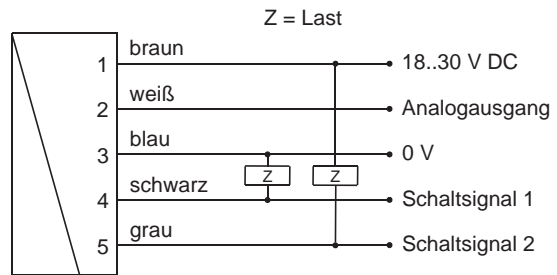 Z = Last
1 braun 18..30 V DC
2 weiß Analogausgang
3 blau 0 V
Z Z
4 schwarz Schaltsignal 1
5 grau Schaltsignal 2